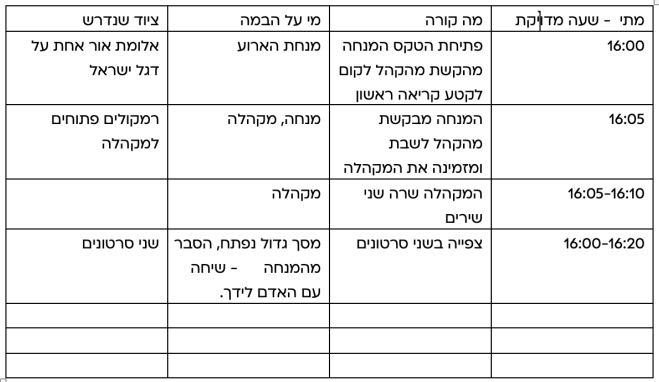 מתי - שעה מדויקת	מה קורה	מי על הבמה	ציוד שנדרש
16:00	פתיחת הטקס המנחה	מנחת הארוע	אלומת אור אחת על
מהקשת מהקהל לקום	דגל ישראל
לקטע קריאה ראשון
16:05	המנחה מבקשת	מנחה, מקהלה	רמקולים פתוחים
מהקהל לשבת	למקהלה
ומזמינה את המקהלה
16:05-16:10	המקהלה שרה שני	מקהלה
שירים
16:00-16:20	צפייה בשני סרטונים	מסך גדול נפתח, הסבר	שני סרטונים
מהמנחה - שיחה
עם האדם לידך.